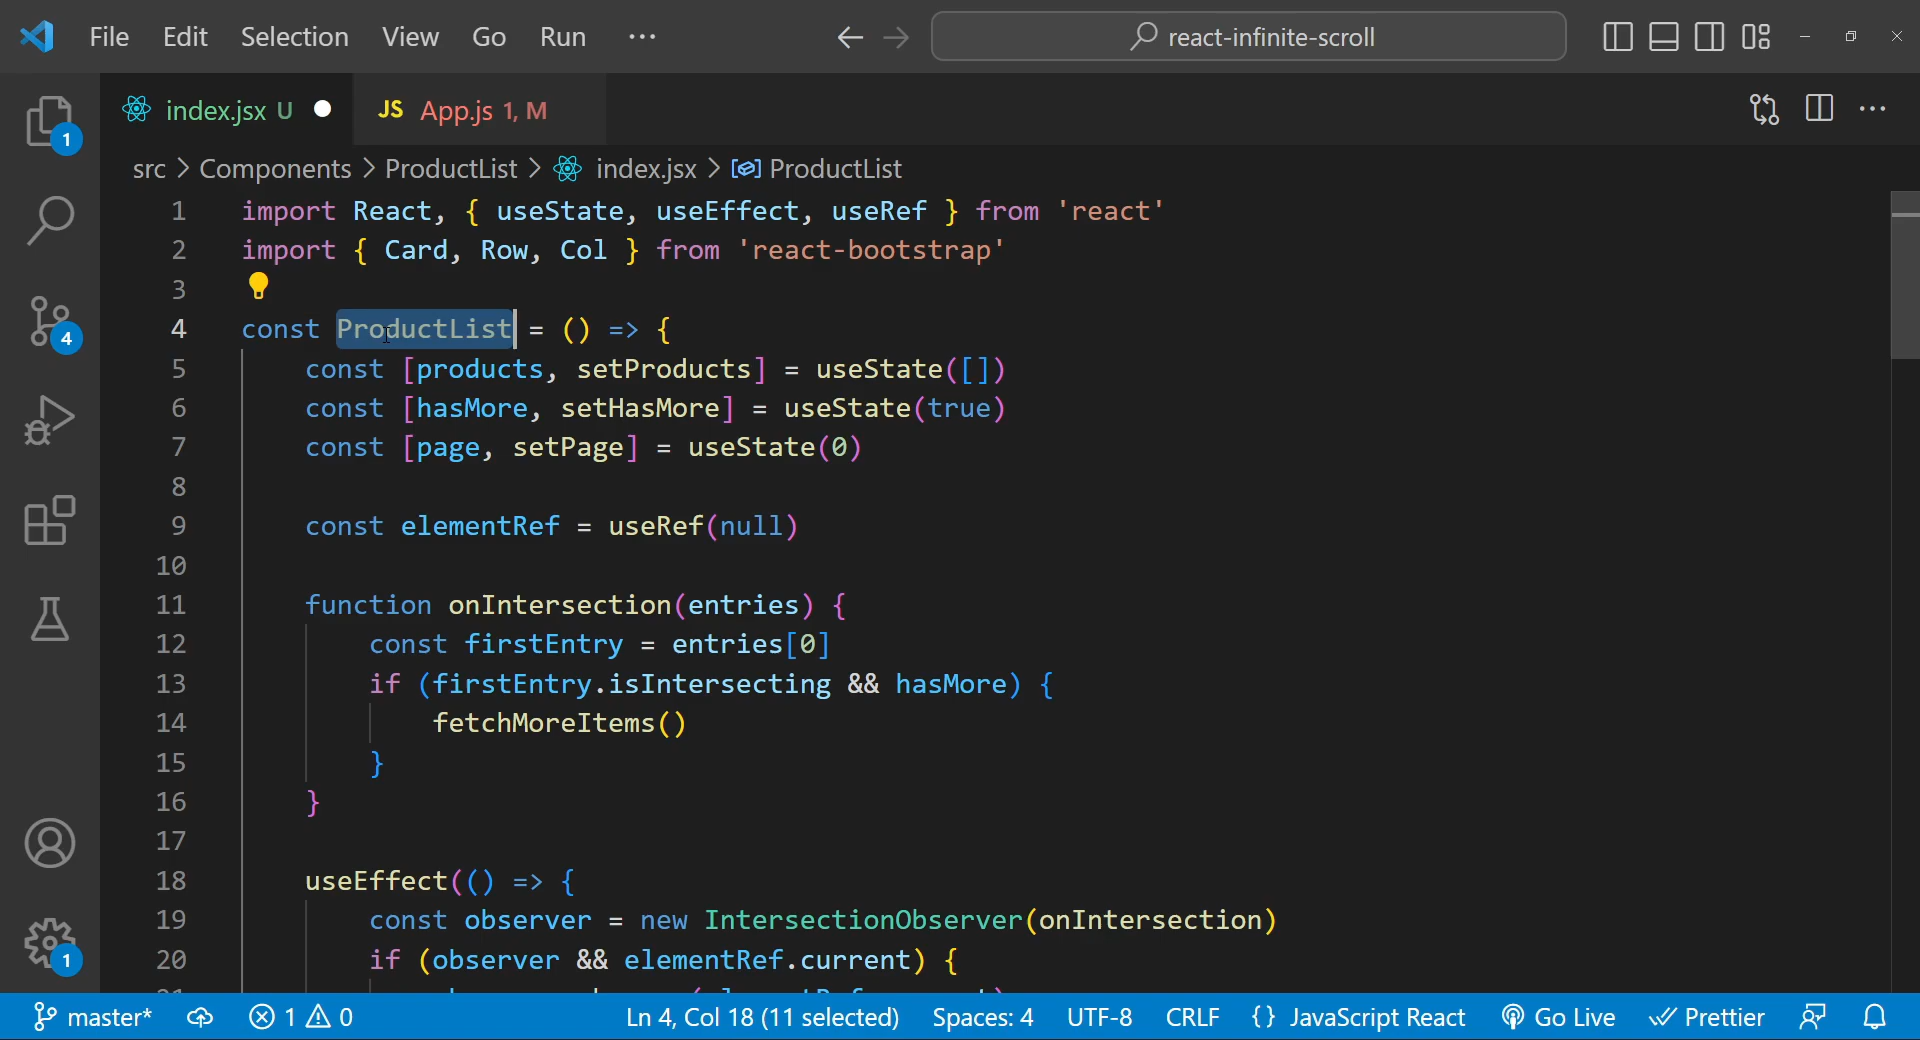 File Edit Selection View Go Run ··· react-infinite-scroll
index.jsx U JS App.js 1, M
src > Components > ProductList > index.jsx > ProductList
1 import React, { useState, useEffect, useRef } from 'react'
2 import { Card, Row, Col } from 'react-bootstrap'
3
4 const ProductList = () => {
5 const [products, setProducts] = useState([])
6 const [hasMore, setHasMore] = useState(true)
7 const [page, setPage] = useState(0)
8
9 const elementRef = useRef(null)
10
11 function onIntersection(entries) {
12 const firstEntry = entries[0]
13 if (firstEntry.isIntersecting && hasMore) {
14 fetchMoreItems()
15 }
16 }
17
18 useEffect(() => {
19 const observer = new IntersectionObserver(onIntersection)
20 if (observer && elementRef.current) {
1
4
1
master* 1 0 Ln 4, Col 18 (11 selected) Spaces: 4 UTF-8 CRLF {} JavaScript React Go Live Prettier